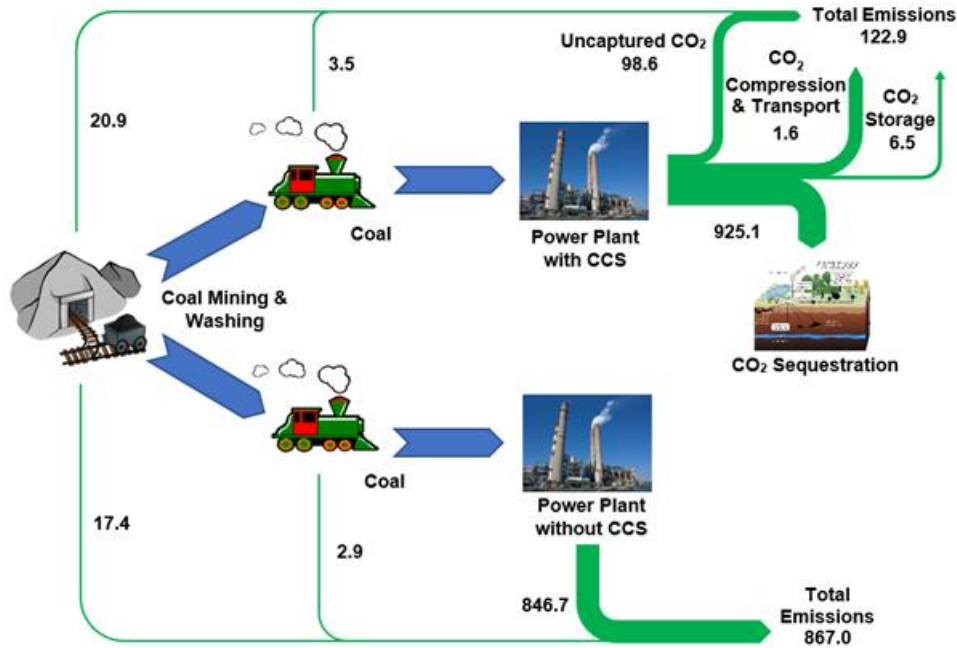 Total Emissions
122.9
Uncaptured CO₂
98.6
CO₂
Compression
& Transport
1.6
CO₂
Storage
6.5
3.5
20.9
Coal
Power Plant
with CCS
925.1
Coal Mining &
Washing
CO₂ Sequestration
Coal
Power Plant
without CCS
17.4
2.9
846.7
Total
Emissions
867.0